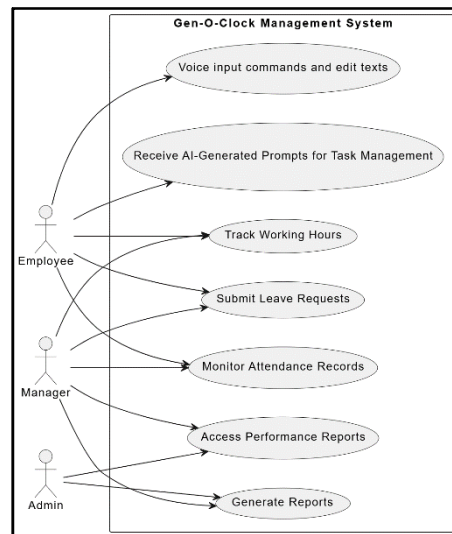 Gen-O-Clock Management System
Voice input commands and edit texts
Receive AI-Generated Prompts for Task Management
Track Working Hours
Employee
Submit Leave Requests
Monitor Attendance Records
Manager
Access Performance Reports
Admin
Generate Reports